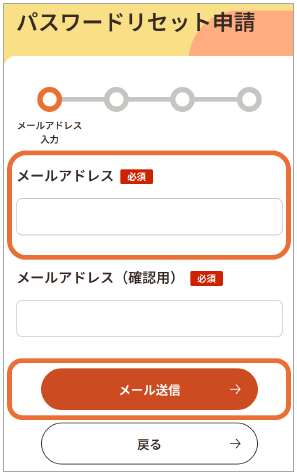 パスワードリセット申請
メールアドレス
入力
メールアドレス 必須
メールアドレス（確認用） 必須
メール送信 →
戻る →